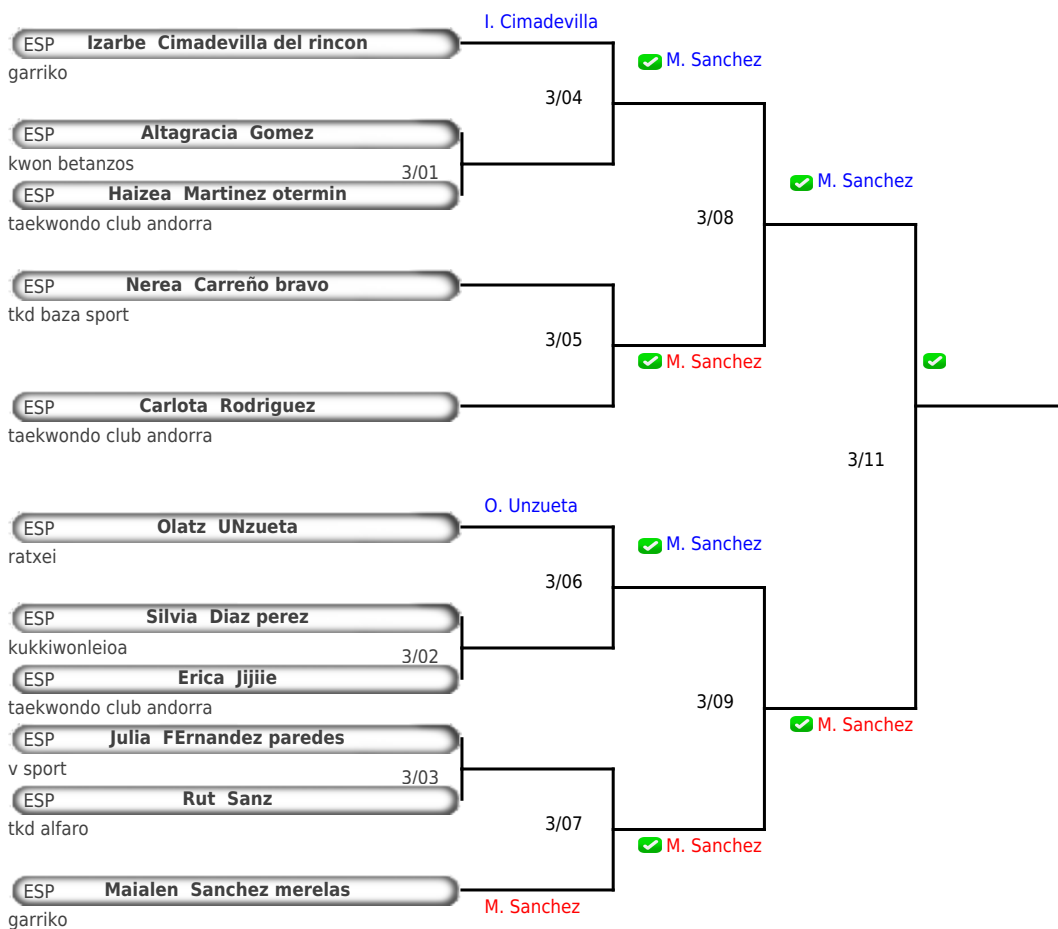 I. Cimadevilla
ESP Izarbe Cimadevilla del rincon
garriko
M. Sanchez
3/04
ESP Altagracia Gomez
kwon betanzos
3/01
ESP Haizea Martinez otermin
taekwondo club andorra
M. Sanchez
3/08
ESP Nerea Carreño bravo
tkd baza sport
3/05
M. Sanchez
ESP Carlota Rodriguez
taekwondo club andorra
3/11
O. Unzueta
ESP Olatz UNzueta
ratxei
M. Sanchez
3/06
ESP Silvia Diaz perez
kukkiwonleioa
3/02
ESP Erica Jijiie
taekwondo club andorra
3/09
M. Sanchez
ESP Julia FErnandez paredes
v sport
3/03
ESP Rut Sanz
tkd alfaro
3/07
M. Sanchez
ESP Maialen Sanchez merelas
M. Sanchez
garriko